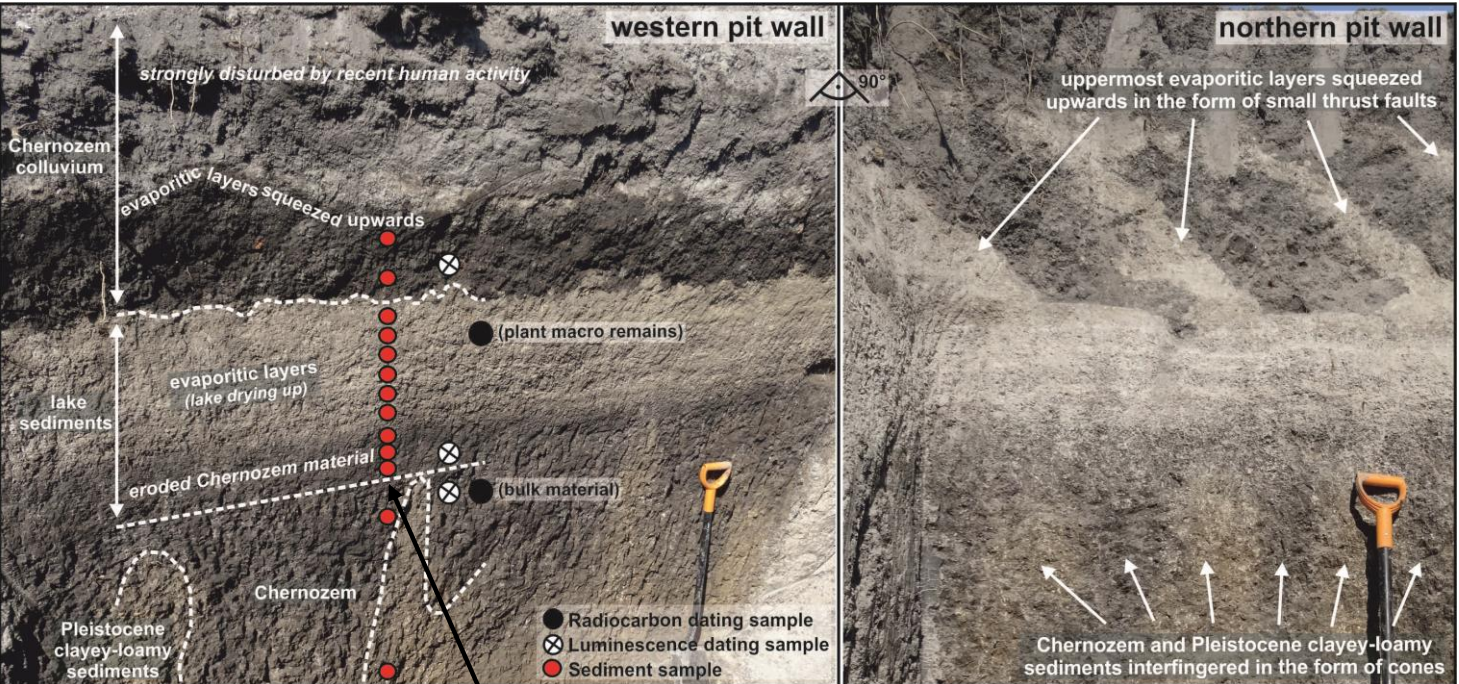 western pit wall
strongly disturbed by recent human activity
Chernozem
colluvium
evaporitic layers squeezed upwards
(plant macro remains)
evaporitic layers
(lake drying up)
lake
sediments
eroded Chernozem material
(bulk material)
Chernozem
Pleistocene
clayey-loamy
sediments
Radiocarbon dating sample
Luminescence dating sample
Sediment sample
90°
northern pit wall
uppermost evaporitic layers squeezed
upwards in the form of small thrust faults
Chernozem and Pleistocene clayey-loamy
sediments interfingered in the form of cones